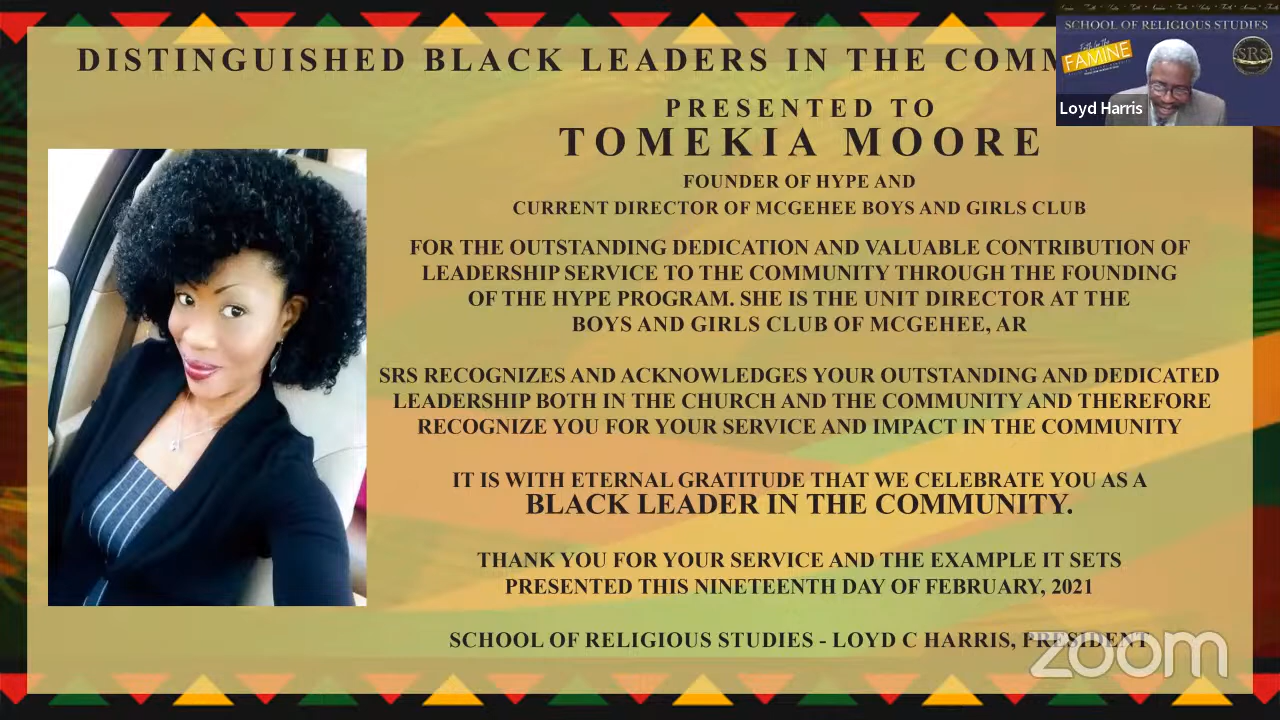 DISTINGUISHED BLACK LEADERS IN THE COMM
SCHOOL OF RELIGIOUS STUDIES
Faith in the
FAMINE
SRS
Loyd Harris
PRESENTED TO
TOMEKIA MOORE
FOUNDER OF HYPE AND
CURRENT DIRECTOR OF MCGEHEE BOYS AND GIRLS CLUB
FOR THE OUTSTANDING DEDICATION AND VALUABLE CONTRIBUTION OF
LEADERSHIP SERVICE TO THE COMMUNITY THROUGH THE FOUNDING
OF THE HYPE PROGRAM. SHE IS THE UNIT DIRECTOR AT THE
BOYS AND GIRLS CLUB OF MCGEHEE, AR
SRS RECOGNIZES AND ACKNOWLEDGES YOUR OUTSTANDING AND DEDICATED
LEADERSHIP BOTH IN THE CHURCH AND THE COMMUNITY AND THEREFORE
RECOGNIZE YOU FOR YOUR SERVICE AND IMPACT IN THE COMMUNITY
IT IS WITH ETERNAL GRATITUDE THAT WE CELEBRATE YOU AS A
BLACK LEADER IN THE COMMUNITY.
THANK YOU FOR YOUR SERVICE AND THE EXAMPLE IT SETS
PRESENTED THIS NINETEENTH DAY OF FEBRUARY, 2021
SCHOOL OF RELIGIOUS STUDIES - LOYD C HARRIS, PRESIDENT
zoom